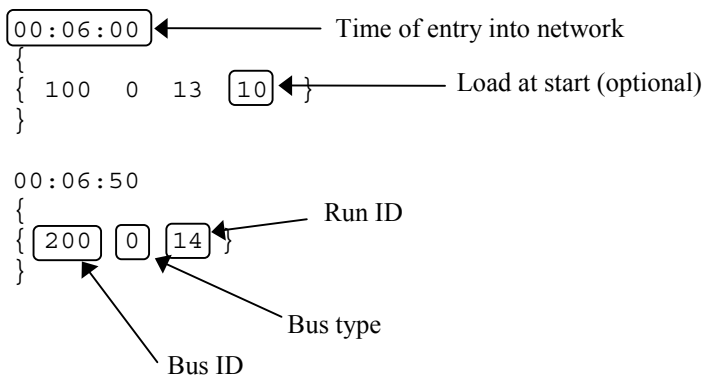 00:06:00 Time of entry into network
{
{ 100 0 13 10 } Load at start (optional)
}
00:06:50
{
Run ID
{ 200 0 14 }
}
Bus type
Bus ID